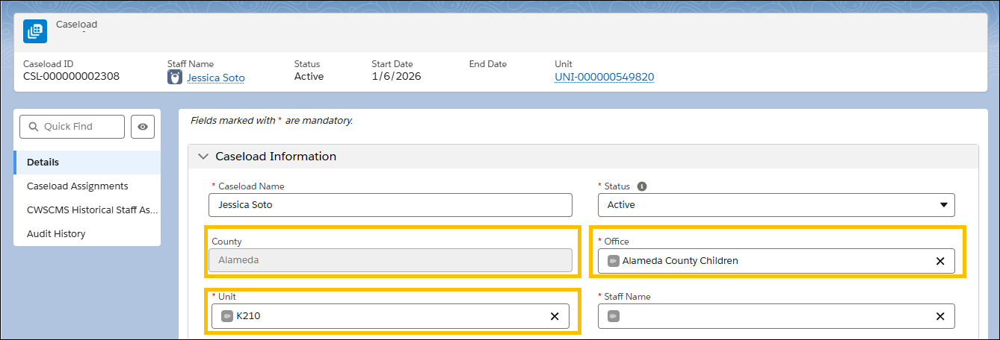 Caseload
Caseload ID
Staff Name
Status
Start Date
End Date
Unit
CSL-000000002308
Jessica Soto
Active
1/6/2026
UNI-000000549820
Quick Find
Details
Caseload Assignments
CWSCMS Historical Staff As...
Audit History
Fields marked with * are mandatory.
Caseload Information
* Caseload Name
Jessica Soto
* Status
Active
County
Alameda
* Office
Alameda County Children
* Unit
K210
* Staff Name